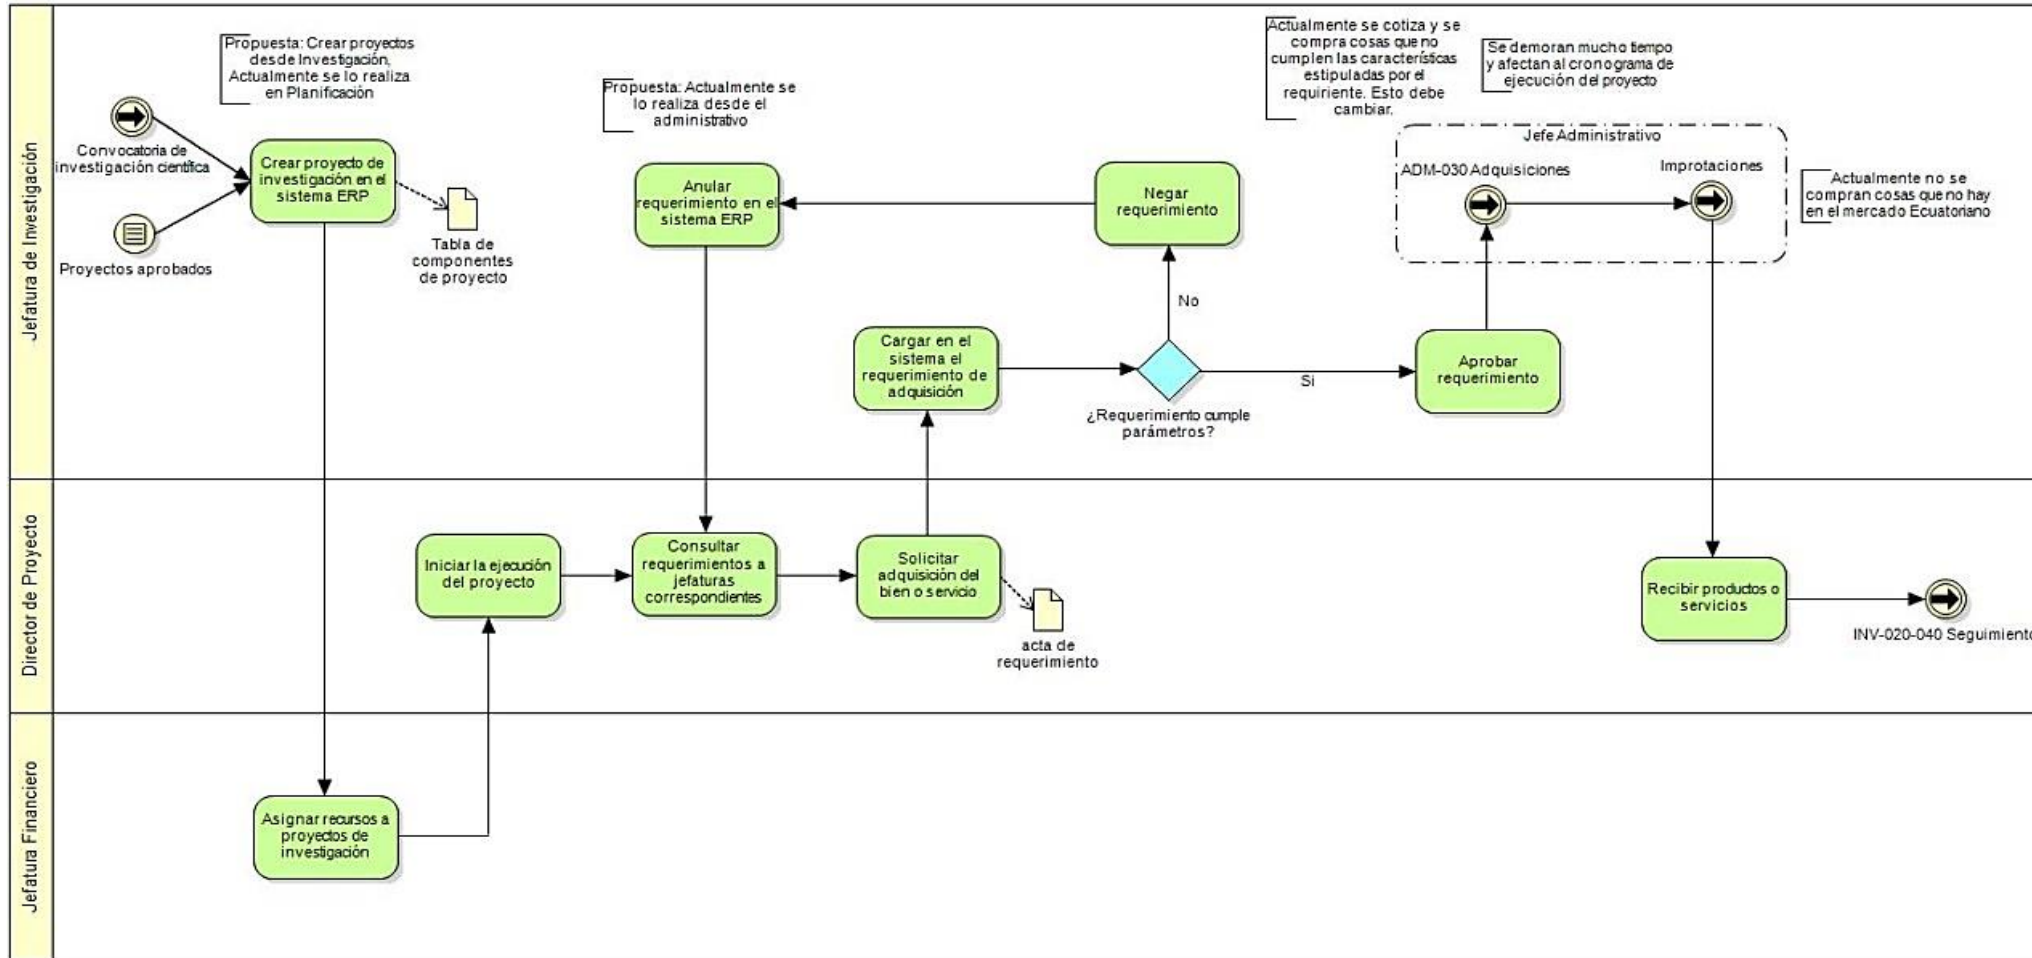 Jefatura de Investigación
Propuesta: Crear proyectos
desde Investigación,
Actualmente se lo realiza
en Planificación
Convocatoria de
investigación científica
Proyectos aprobados
Crear proyecto de
investigación en el
sistema ERP
Tabla de
componentes
de proyecto
Propuesta: Actualmente se
lo realiza desde el
administrativo
Anular
requerimiento en el
sistema ERP
Negar
requerimiento
No
Cargar en el
sistema el
requerimiento de
adquisición
¿Requerimiento cumple
parámetros?
Si
Aprobar
requerimiento
Actualmente se cotiza y se
compra cosas que no
cumplen las características
estipuladas por el
requiriente. Esto debe
cambiar.
Se demoran mucho tiempo
y afectan al cronograma de
ejecución del proyecto
Jefe Administrativo
ADM-030 Adquisiciones
Improtaciones
Actualmente no se
compran cosas que no hay
en el mercado Ecuatoriano
Director de Proyecto
Iniciar la ejecución
del proyecto
Consultar
requerimientos a
jefaturas
correspondientes
Solicitar
adquisición del
bien o servicio
acta de
requerimiento
Recibir productos o
servicios
INV-020-040 Seguimiento
Jefatura Financiero
Asignar recursos a
proyectos de
investigación